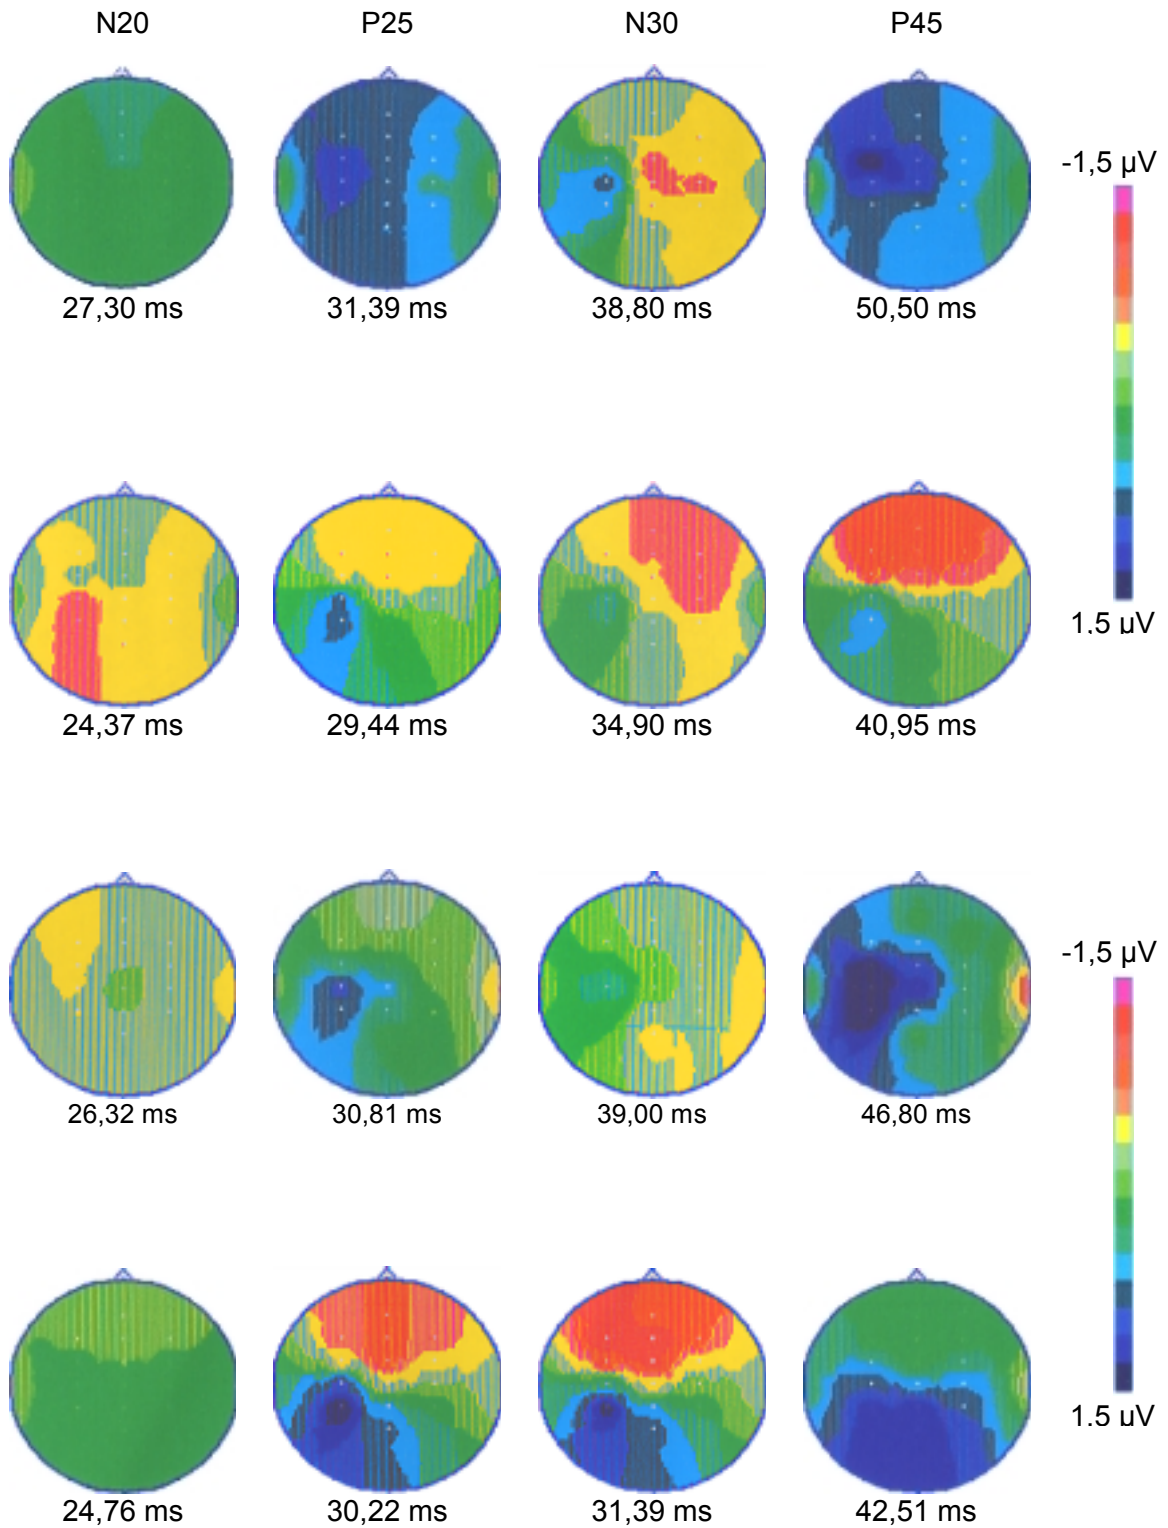 N20 P25 N30 P45
-1,5 µV
27,30 ms 31,39 ms 38,80 ms 50,50 ms
1,5 µV
24,37 ms 29,44 ms 34,90 ms 40,95 ms
-1,5 µV
26,32 ms 30,81 ms 39,00 ms 46,80 ms
1.5 µV
24,76 ms 30,22 ms 31,39 ms 42,51 ms